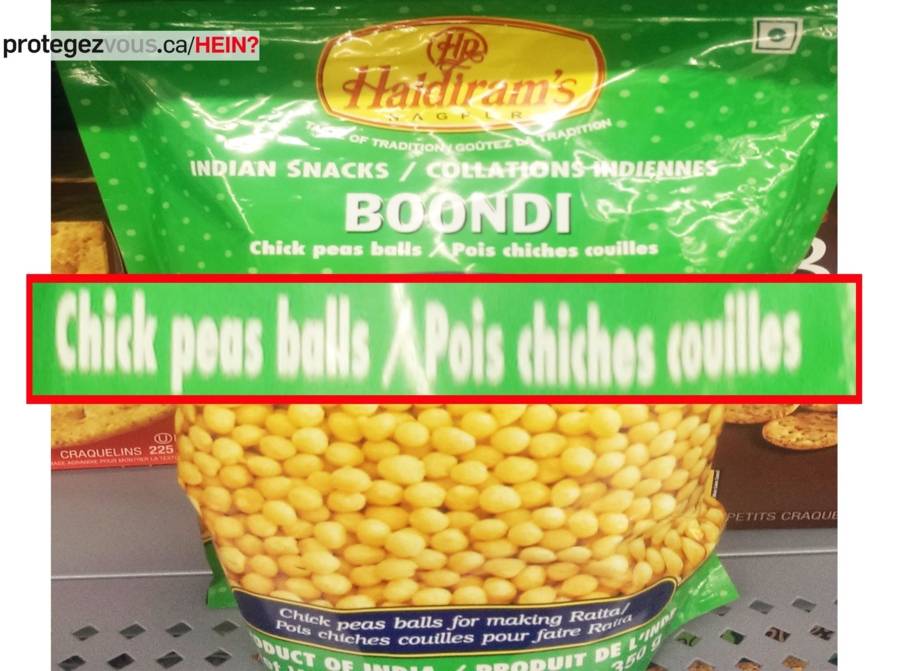 protegezvous.ca/HEIN?
HR
Haldiram's
NAGPUR
TASTE OF TRADITION / GOÛTEZ LA TRADITION
INDIAN SNACKS / COLLATIONS INDIENNES
BOONDI
Chick peas balls / Pois chiches couilles
Chick peas balls / Pois chiches couilles
CRAQUELINS 225
PETITS CRAQUE
Chick peas balls for making Raita/
Pois chiches couilles pour faire Raita
ODUCT OF INDIA / PRODUIT DE L'INDE
350 g